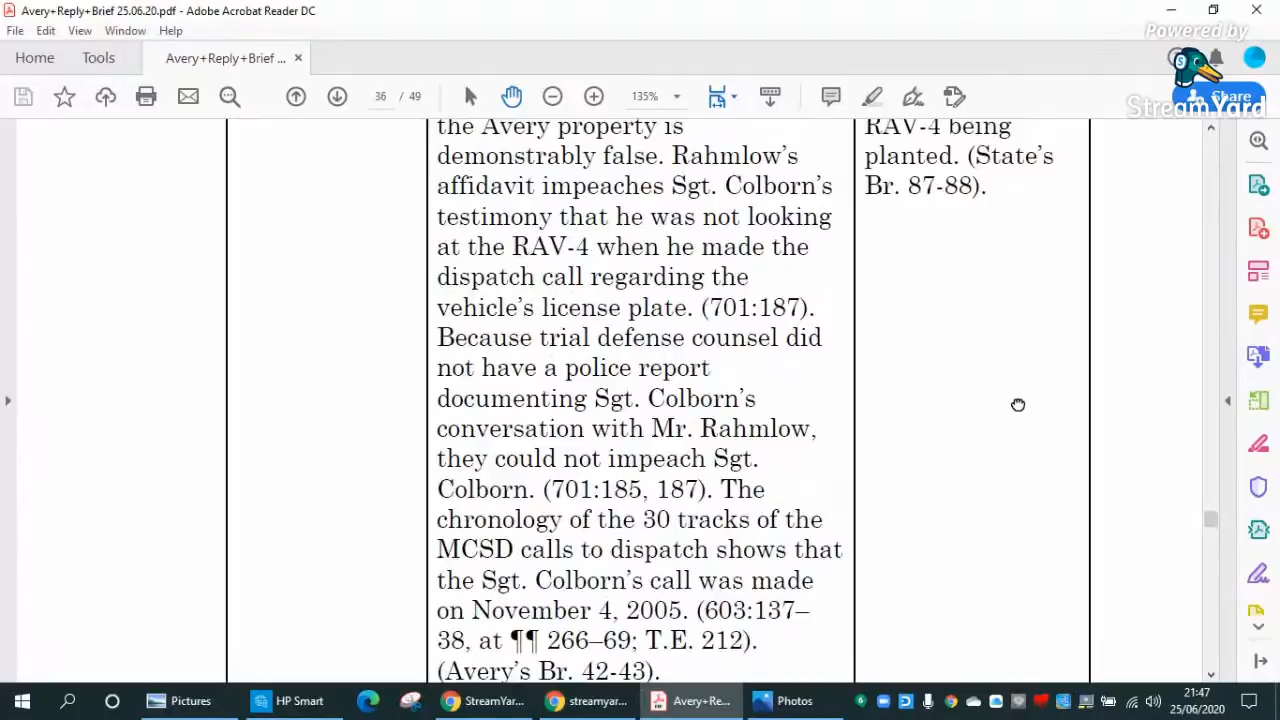 Avery+Reply+Brief 25.06.20.pdf - Adobe Acrobat Reader DC
File Edit View Window Help
Powered by
Home Tools Avery+Reply+Brief ... ×
36 / 49 135% Share
StreamYard
the Avery property is
demonstrably false. Rahmlow's
affidavit impeaches Sgt. Colborn's
testimony that he was not looking
at the RAV-4 when he made the
dispatch call regarding the
vehicle's license plate. (701:187).
Because trial defense counsel did
not have a police report
documenting Sgt. Colborn's
conversation with Mr. Rahmlow,
they could not impeach Sgt.
Colborn. (701:185, 187). The
chronology of the 30 tracks of the
MCSD calls to dispatch shows that
the Sgt. Colborn's call was made
on November 4, 2005. (603:137–
38, at ¶¶ 266–69; T.E. 212).
(Avery's Br. 42-43).
RAV-4 being
planted. (State's
Br. 87-88).
Pictures HP Smart StreamYar... streamyar... Avery+Re... Photos
21:47
25/06/2020